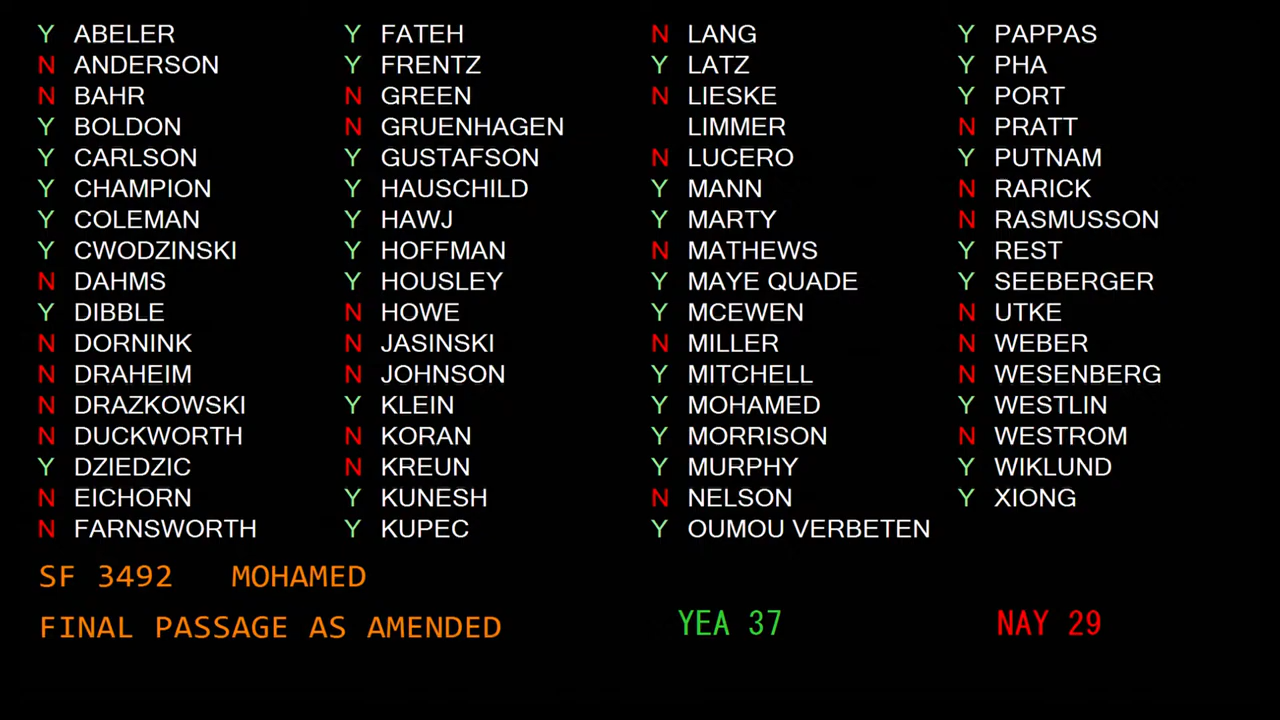 Y ABELER Y FATEH N LANG Y PAPPAS
N ANDERSON Y FRENTZ Y LATZ Y PHA
N BAHR N GREEN N LIESKE Y PORT
Y BOLDON N GRUENHAGEN LIMMER N PRATT
Y CARLSON Y GUSTAFSON N LUCERO Y PUTNAM
Y CHAMPION Y HAUSCHILD Y MANN N RARICK
Y COLEMAN Y HAWJ Y MARTY N RASMUSSON
Y CWODZINSKI Y HOFFMAN N MATHEWS Y REST
N DAHMS Y HOUSLEY Y MAYE QUADE Y SEEBERGER
Y DIBBLE N HOWE Y MCEWEN N UTKE
N DORNINK N JASINSKI N MILLER N WEBER
N DRAHEIM N JOHNSON Y MITCHELL N WESENBERG
N DRAZKOWSKI Y KLEIN Y MOHAMED Y WESTLIN
N DUCKWORTH N KORAN Y MORRISON N WESTROM
Y DZIEDZIC N KREUN Y MURPHY Y WIKLUND
N EICHORN Y KUNESH N NELSON Y XIONG
N FARNSWORTH Y KUPEC Y OUMOU VERBETEN
SF 3492 MOHAMED
FINAL PASSAGE AS AMENDED YEA 37 NAY 29